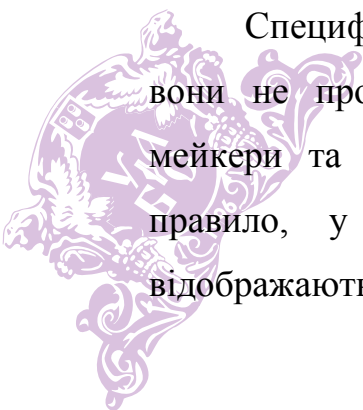 Специф
вони не про
мейкери та
правило, у
відображають